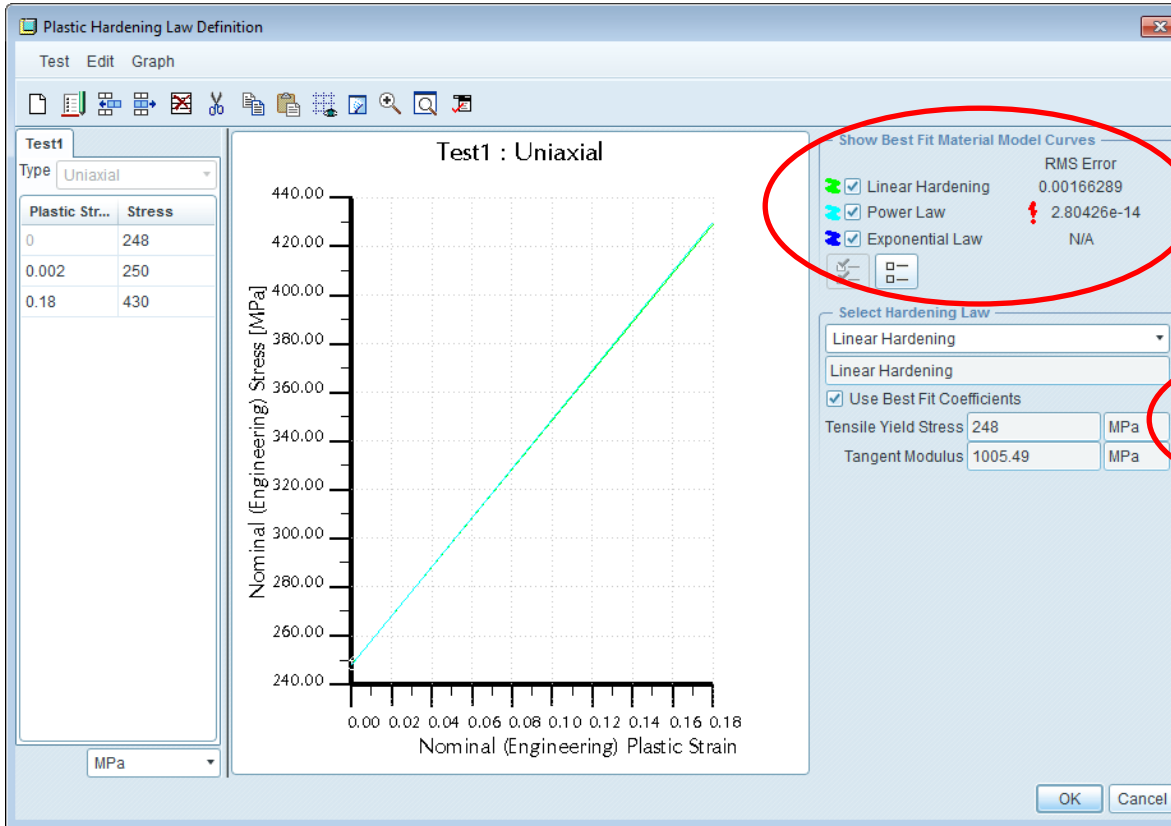 Plastic Hardening Law Definition
Test Edit Graph
Test1
Type Uniaxial
Plastic Str... Stress
0 248
0.002 250
0.18 430
MPa
Test1 : Uniaxial
440.00
420.00
400.00
380.00
360.00
340.00
320.00
300.00
280.00
260.00
240.00
Nominal (Engineering) Stress [MPa]
0.00 0.02 0.04 0.06 0.08 0.10 0.12 0.14 0.16 0.18
Nominal (Engineering) Plastic Strain
Show Best Fit Material Model Curves
RMS Error
Linear Hardening 0.00166289
Power Law 2.80426e-14
Exponential Law N/A
Select Hardening Law
Linear Hardening
Linear Hardening
Use Best Fit Coefficients
Tensile Yield Stress 248 MPa
Tangent Modulus 1005.49 MPa
OK Cancel